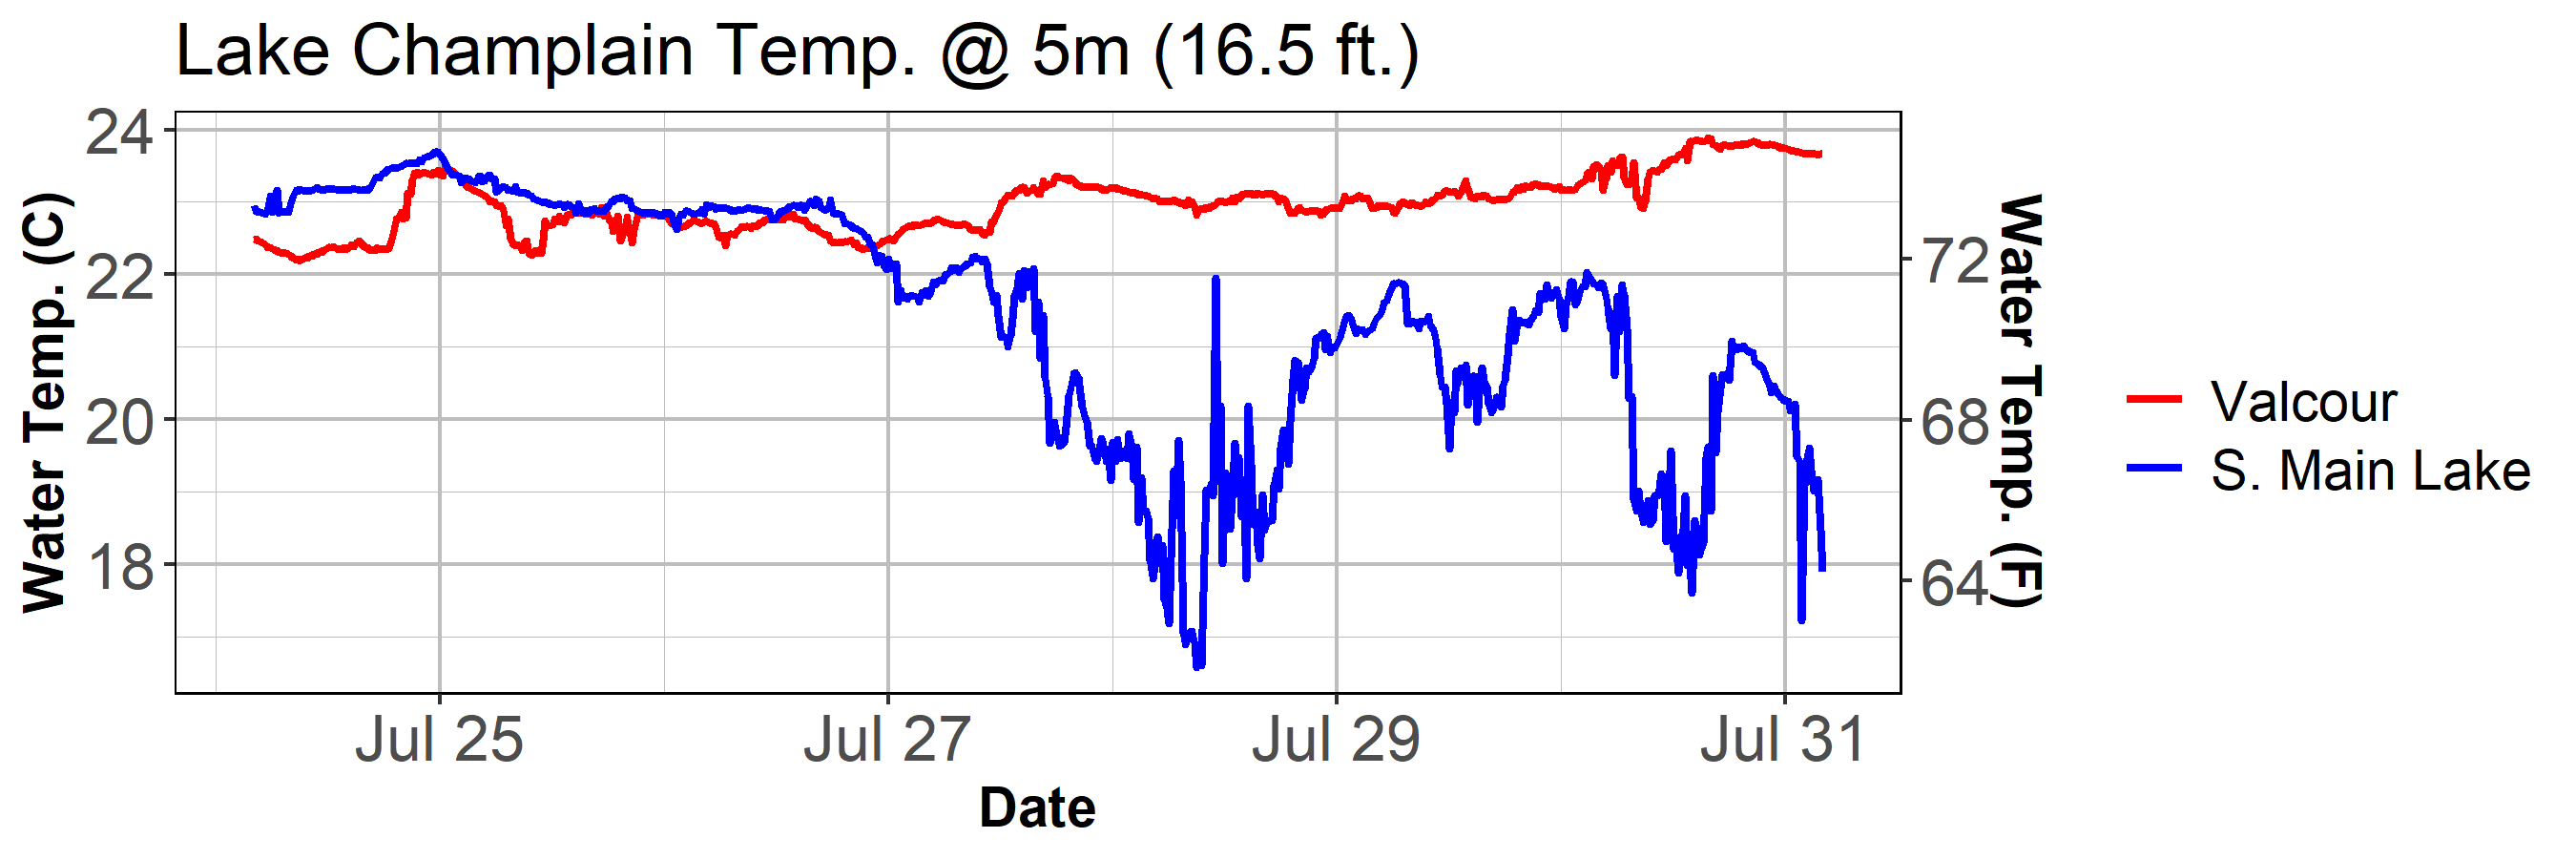 Lake Champlain Temp. @ 5m (16.5 ft.)
Water Temp. (C)
24
22
20
18
72
68
64
Water Temp. (F)
Jul 25
Jul 27
Jul 29
Jul 31
Date
Valcour
S. Main Lake